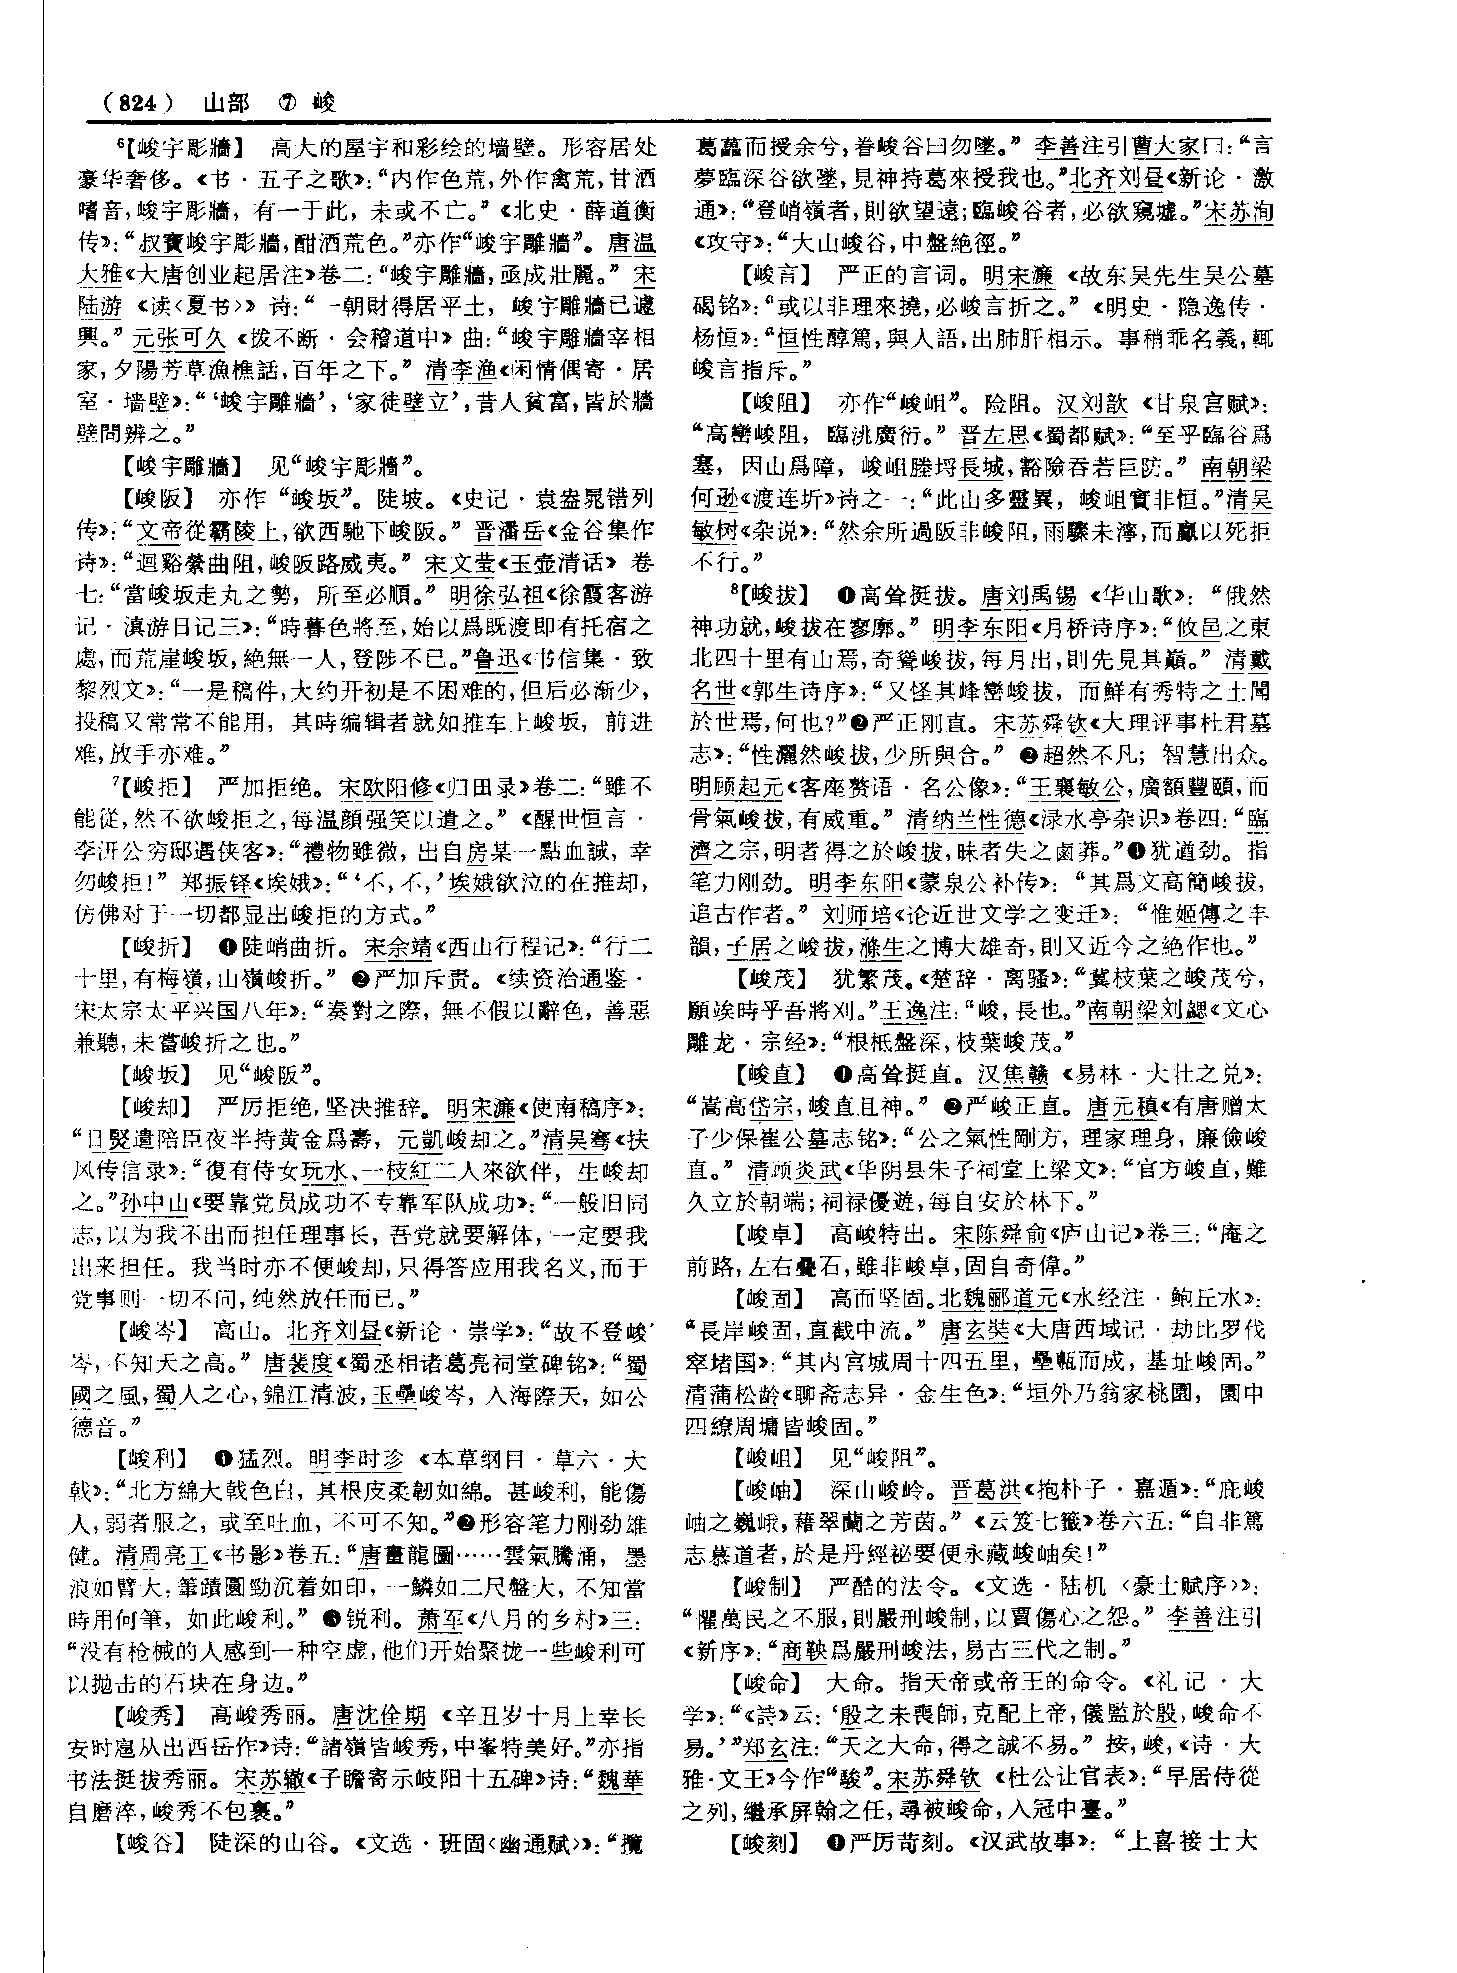 （824） 山部 ⑦ 峻
⁶【峻宇彫牆】 高大的屋宇和彩绘的墙壁。形容居处
豪华奢侈。《书·五子之歌》：“内作色荒，外作禽荒，甘酒
嗜音，峻宇彫牆，有一于此，未或不亡。”《北史·薛道衡
传》：“叔寶峻宇彫牆，酣酒荒色。”亦作“峻宇雕牆”。唐温
大雅《大唐创业起居注》卷二：“峻宇雕牆，亟成壯麗。”宋
陆游《读〈夏书〉》诗：“一朝財得居平土，峻宇雕牆已遽
興。”元张可久《拨不断·会稽道中》曲：“峻宇雕牆宰相
家，夕陽芳草漁樵話，百年之下。”清李渔《闲情偶寄·居
室·墙壁》：“‘峻宇雕牆’，‘家徒壁立’，昔人貧富，皆於牆
壁間辨之。”
【峻宇雕牆】 见“峻宇彫牆”。
【峻阪】 亦作“峻坂”。陡坡。《史记·袁盎晁错列
传》：“文帝從霸陵上，欲西馳下峻阪。”晋潘岳《金谷集作
诗》：“迴谿縈曲阻，峻阪路威夷。”宋文莹《玉壶清话》卷
七：“當峻坂走丸之勢，所至必順。”明徐弘祖《徐霞客游
记·滇游日记三》：“時暮色將至，始以爲既渡即有托宿之
處，而荒崖峻坂，絶無一人，登陟不已。”鲁迅《书信集·致
黎烈文》：“一是稿件，大约开初是不困难的，但后必渐少，
投稿又常常不能用，其時编辑者就如推车上峻坂，前进
难，放手亦难。”
⁷【峻拒】 严加拒绝。宋欧阳修《归田录》卷二：“雖不
能從，然不欲峻拒之，每温顔强笑以遣之。”《醒世恒言·
李汧公穷邸遇侠客》：“禮物雖微，出自房某一點血誠，幸
勿峻拒！”郑振铎《埃娥》：“‘不，不，’埃娥欲泣的在推却，
仿佛对于一切都显出峻拒的方式。”
【峻折】 ❶陡峭曲折。宋余靖《西山行程记》：“行二
十里，有梅嶺，山嶺峻折。”❷严加斥责。《续资治通鉴·
宋太宗太平兴国八年》：“奏對之際，無不假以辭色，善惡
兼聽，未嘗峻折之也。”
【峻坂】 见“峻阪”。
【峻却】 严厉拒绝，坚决推辞。明宋濂《使南稿序》：
“日熞遣陪臣夜半持黄金爲壽，元凱峻却之。”清吴骞《扶
风传信录》：“復有侍女玩水、一枝紅二人來欲伴，生峻却
之。”孙中山《要靠党员成功不专靠军队成功》：“一般旧同
志，以为我不出而担任理事长，吾党就要解体，一定要我
出来担任。我当时亦不便峻却，只得答应用我名义，而于
党事则一切不问，纯然放任而已。”
【峻岑】 高山。北齐刘昼《新论·崇学》：“故不登峻
岑，不知天之高。”唐裴度《蜀丞相诸葛亮祠堂碑铭》：“蜀
國之風，蜀人之心，錦江清波，玉壘峻岑，入海際天，如公
德音。”
【峻利】 ❶猛烈。明李时珍《本草纲目·草六·大
戟》：“北方綿大戟色白，其根皮柔韌如綿。甚峻利，能傷
人，弱者服之，或至吐血，不可不知。”❷形容笔力刚劲雄
健。清周亮工《书影》卷五：“唐畫龍圖……雲氣騰涌，墨
浪如臂大，筆蹟圓勁沉着如印，一鱗如二尺盤大，不知當
時用何筆，如此峻利。”❸锐利。萧军《八月的乡村》三：
“没有枪械的人感到一种空虚，他们开始聚拢一些峻利可
以抛击的石块在身边。”
【峻秀】 高峻秀丽。唐沈佺期《辛丑岁十月上幸长
安时扈从出西岳作》诗：“諸嶺皆峻秀，中峯特美好。”亦指
书法挺拔秀丽。宋苏辙《子瞻寄示岐阳十五碑》诗：“魏華
自磨淬，峻秀不包裹。”
【峻谷】 陡深的山谷。《文选·班固〈幽通赋〉》：“攬
葛藟而授余兮，眷峻谷曰勿墜。”李善注引曹大家曰：“言
夢臨深谷欲墜，見神持葛來授我也。”北齐刘昼《新论·激
通》：“登峭嶺者，則欲望遠；臨峻谷者，必欲窺墟。”宋苏洵
《攻守》：“大山峻谷，中盤絶徑。”
【峻言】 严正的言词。明宋濂《故东吴先生吴公墓
碣铭》：“或以非理來撓，必峻言折之。”《明史·隐逸传·
杨恒》：“恒性醇篤，與人語，出肺肝相示。事稍乖名義，輒
峻言指斥。”
【峻阻】 亦作“峻岨”。险阻。汉刘歆《甘泉宫赋》：
“高巒峻阻，臨洮廣衍。”晋左思《蜀都赋》：“至乎臨谷爲
塞，因山爲障，峻岨塍埒長城，豁險吞若巨防。”南朝梁
何逊《渡连圻》诗之一：“此山多靈異，峻岨實非恒。”清吴
敏树《杂说》：“然余所過阪非峻阻，雨驟未濘，而驘以死拒
不行。”
⁸【峻拔】 ❶高耸挺拔。唐刘禹锡《华山歌》：“俄然
神功就，峻拔在寥廓。”明李东阳《月桥诗序》：“攸邑之東
北四十里有山焉，奇聳峻拔，每月出，則先見其巔。”清戴
名世《郭生诗序》：“又怪其峰巒峻拔，而鮮有秀特之士聞
於世焉，何也？”❷严正刚直。宋苏舜钦《大理评事杜君墓
志》：“性灑然峻拔，少所與合。”❸超然不凡；智慧出众。
明顾起元《客座赘语·名公像》：“王襄敏公，廣額豐頤，而
骨氣峻拔，有威重。”清纳兰性德《渌水亭杂识》卷四：“臨
濟之宗，明者得之於峻拔，昧者失之鹵莽。”❹犹遒劲。指
笔力刚劲。明李东阳《蒙泉公补传》：“其爲文高簡峻拔，
追古作者。”刘师培《论近世文学之变迁》：“惟姬傳之丰
韻，子居之峻拔，滌生之博大雄奇，則又近今之絶作也。”
【峻茂】 犹繁茂。《楚辞·离骚》：“冀枝葉之峻茂兮，
願竢時乎吾將刈。”王逸注：“峻，長也。”南朝梁刘勰《文心
雕龙·宗经》：“根柢盤深，枝葉峻茂。”
【峻直】 ❶高耸挺直。汉焦赣《易林·大壮之兑》：
“嵩高岱宗，峻直且神。”❷严峻正直。唐元稹《有唐赠太
子少保崔公墓志铭》：“公之氣性剛方，理家理身，廉儉峻
直。”清顾炎武《华阴县朱子祠堂上梁文》：“官方峻直，難
久立於朝端；祠禄優遊，每自安於林下。”
【峻卓】 高峻特出。宋陈舜俞《庐山记》卷三：“庵之
前路，左右疊石，雖非峻卓，固自奇偉。”
【峻固】 高而坚固。北魏郦道元《水经注·鲍丘水》：
“長岸峻固，直截中流。”唐玄奘《大唐西域记·劫比罗伐
窣堵国》：“其内宫城周十四五里，壘甎而成，基址峻固。”
清蒲松龄《聊斋志异·金生色》：“垣外乃翁家桃園，園中
四繚周墉皆峻固。”
【峻岨】 见“峻阻”。
【峻岫】 深山峻岭。晋葛洪《抱朴子·嘉遁》：“庇峻
岫之巍峨，藉翠蘭之芳茵。”《云笈七籤》卷六五：“自非篤
志慕道者，於是丹經祕要便永藏峻岫矣！”
【峻制】 严酷的法令。《文选·陆机〈豪士赋序〉》：
“懼萬民之不服，則嚴刑峻制，以賈傷心之怨。”李善注引
《新序》：“商鞅爲嚴刑峻法，易古三代之制。”
【峻命】 大命。指天帝或帝王的命令。《礼记·大
学》：“《詩》云：‘殷之未喪師，克配上帝，儀監於殷，峻命不
易。’”郑玄注：“天之大命，得之誠不易。”按，峻，《诗·大
雅·文王》今作“駿”。宋苏舜钦《杜公让官表》：“早居侍從
之列，繼承屏翰之任，尋被峻命，入冠中臺。”
【峻刻】 ❶严厉苛刻。《汉武故事》：“上喜接士大